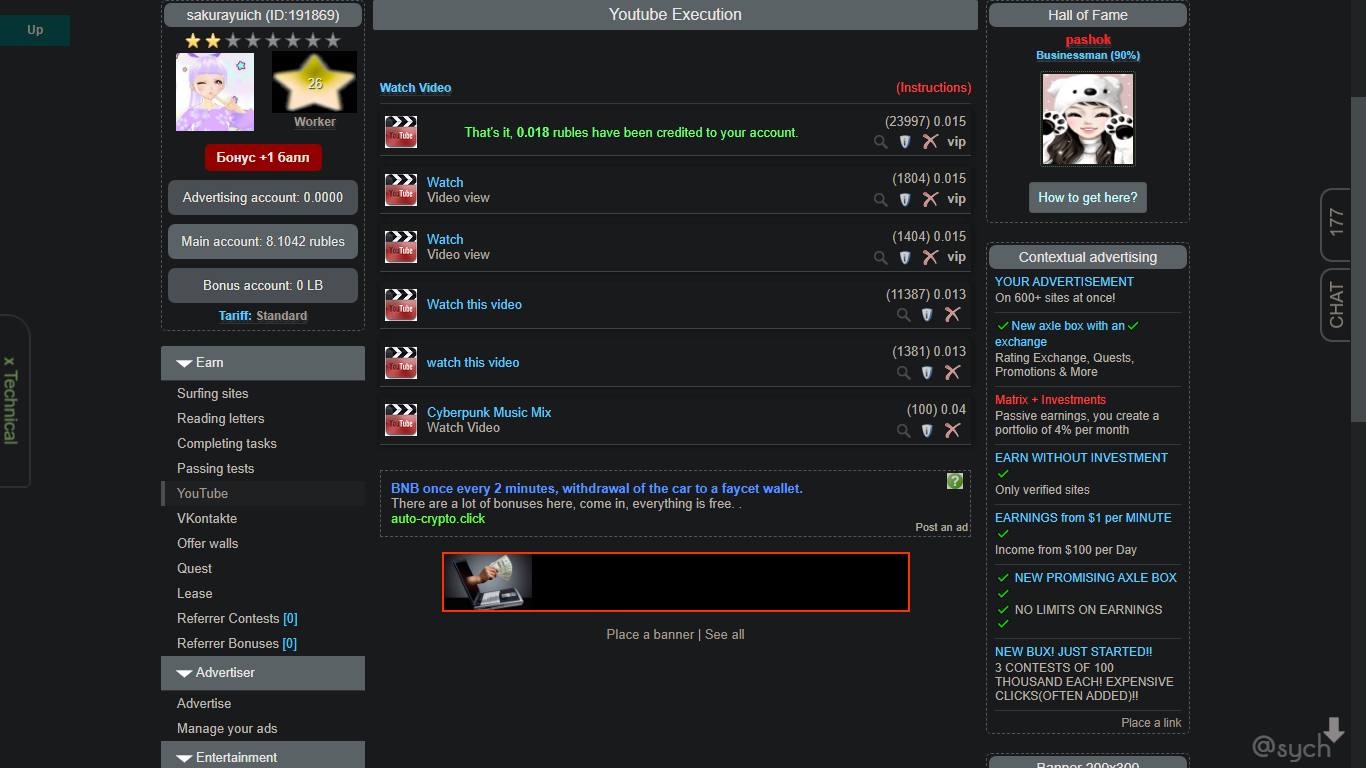 Up
sakurayuich (ID:191869)
26
Worker
Бонус +1 балл
Advertising account: 0.0000
Main account: 8.1042 rubles
Bonus account: 0 LB
Tariff: Standard
Earn
Surfing sites
Reading letters
Completing tasks
Passing tests
YouTube
VKontakte
Offer walls
Quest
Lease
Referrer Contests [0]
Referrer Bonuses [0]
Advertiser
Advertise
Manage your ads
Entertainment
x Technical
Youtube Execution
Watch Video
(Instructions)
YouTube
That's it, 0.018 rubles have been credited to your account.
(23997) 0.015
vip
YouTube
Watch
Video view
(1804) 0.015
vip
YouTube
Watch
Video view
(1404) 0.015
vip
YouTube
Watch this video
(11387) 0.013
YouTube
watch this video
(1381) 0.013
YouTube
Cyberpunk Music Mix
Watch Video
(100) 0.04
BNB once every 2 minutes, withdrawal of the car to a faycet wallet.
There are a lot of bonuses here, come in, everything is free. .
auto-crypto.click
?
Post an ad
Place a banner | See all
Hall of Fame
pashok
Businessman (90%)
How to get here?
Contextual advertising
YOUR ADVERTISEMENT
On 600+ sites at once!
New axle box with an
exchange
Rating Exchange, Quests,
Promotions & More
Matrix + Investments
Passive earnings, you create a
portfolio of 4% per month
EARN WITHOUT INVESTMENT
Only verified sites
EARNINGS from $1 per MINUTE
Income from $100 per Day
NEW PROMISING AXLE BOX
NO LIMITS ON EARNINGS
NEW BUX! JUST STARTED!!
3 CONTESTS OF 100
THOUSAND EACH! EXPENSIVE
CLICKS(OFTEN ADDED)!!
Place a link
Banner 200x300
177
CHAT
@sych